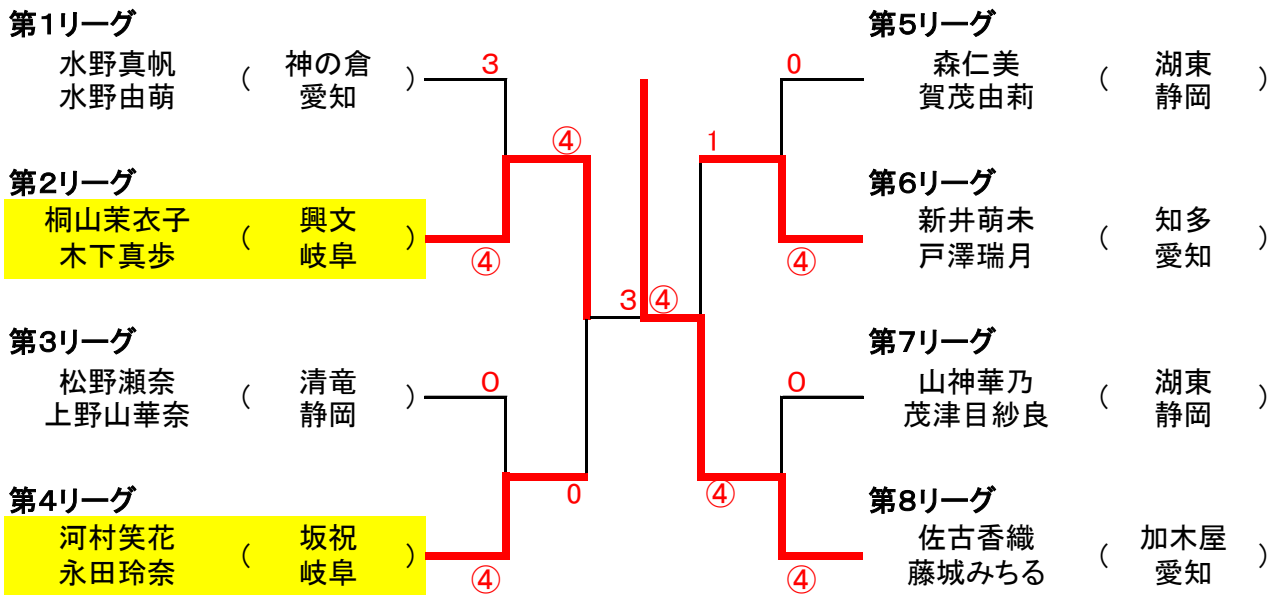 第1リーグ
水野真帆 ( 神の倉 )
水野由萌 愛知
3
④
第2リーグ
桐山茉衣子 ( 興文 )
木下真歩 岐阜
④
3 ④
第3リーグ
松野瀬奈 ( 清竜 )
上野山華奈 静岡
0
0
第4リーグ
河村笑花 ( 坂祝 )
永田玲奈 岐阜
④
第5リーグ
森仁美 ( 湖東 )
賀茂由莉 静岡
0
1
第6リーグ
新井萌未 ( 知多 )
戸澤瑞月 愛知
④
第7リーグ
山神華乃 ( 湖東 )
茂津目紗良 静岡
0
④
第8リーグ
佐古香織 ( 加木屋 )
藤城みちる 愛知
④